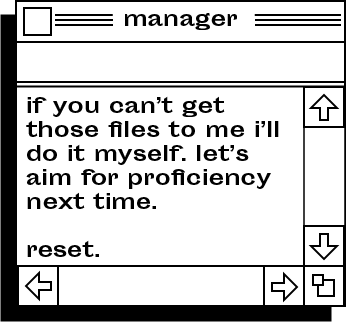 manager
if you can't get
those files to me i'll
do it myself. let's
aim for proficiency
next time.
reset.